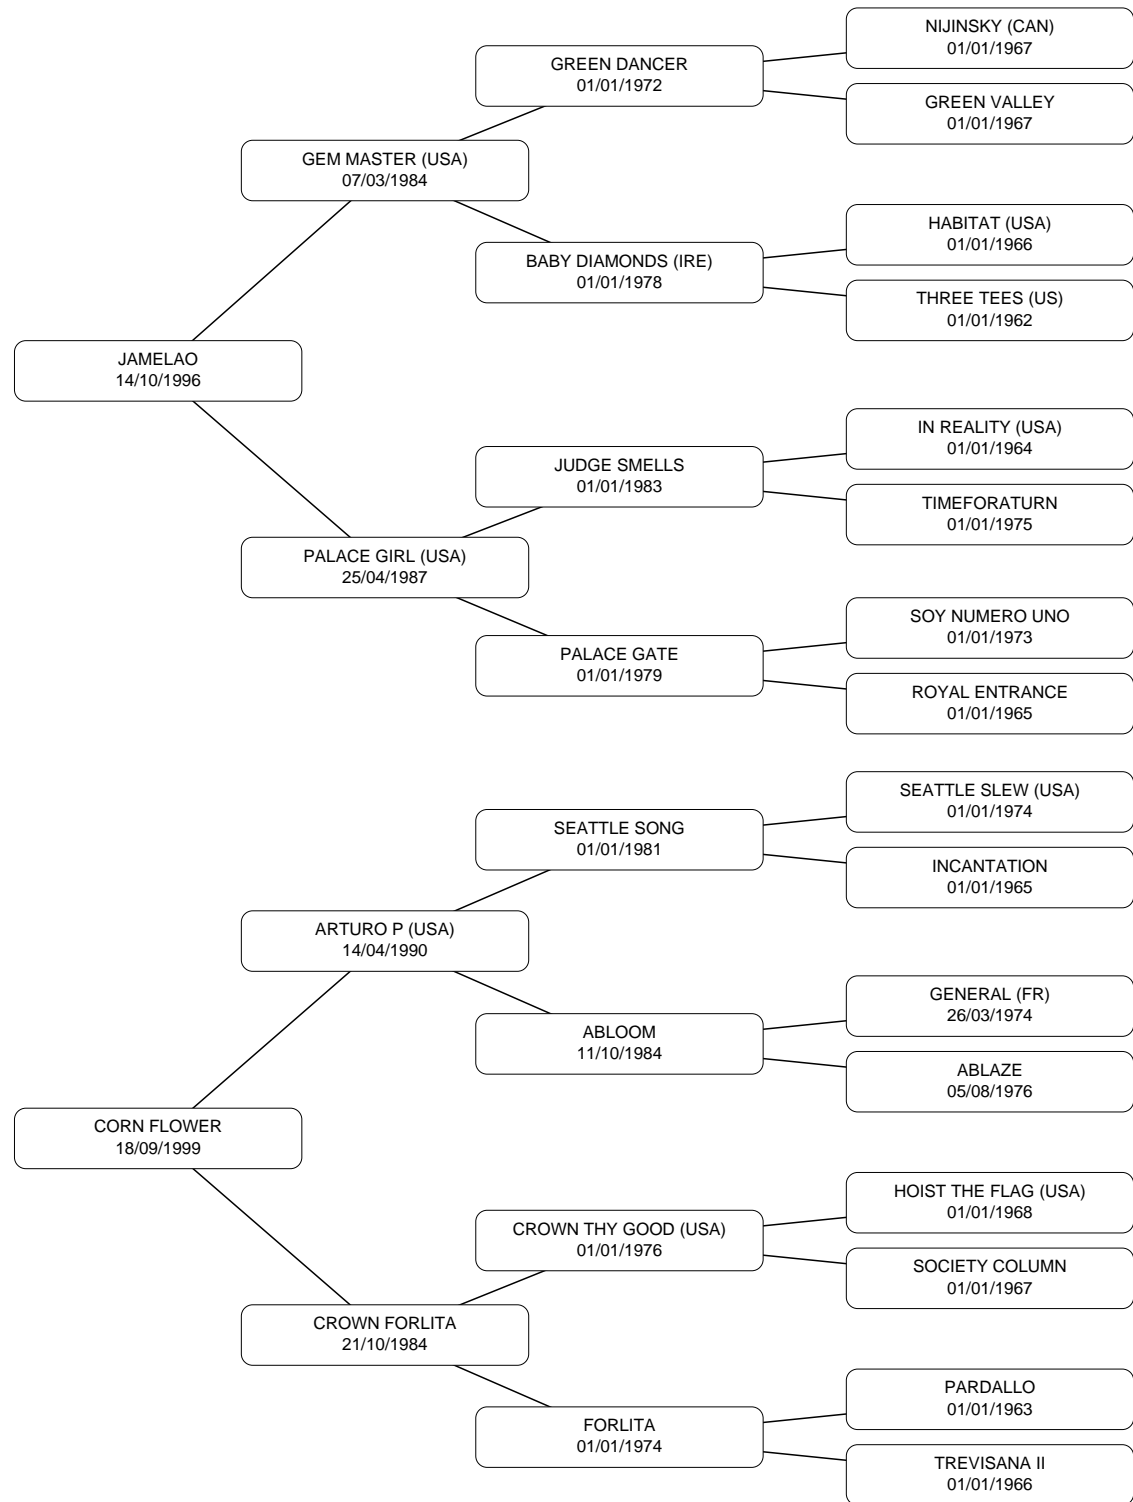 NIJINSKY (CAN)
01/01/1967
GREEN DANCER
01/01/1972
GREEN VALLEY
01/01/1967
GEM MASTER (USA)
07/03/1984
HABITAT (USA)
01/01/1966
BABY DIAMONDS (IRE)
01/01/1978
THREE TEES (US)
01/01/1962
JAMELAO
14/10/1996
IN REALITY (USA)
01/01/1964
JUDGE SMELLS
01/01/1983
TIMEFORATURN
01/01/1975
PALACE GIRL (USA)
25/04/1987
SOY NUMERO UNO
01/01/1973
PALACE GATE
01/01/1979
ROYAL ENTRANCE
01/01/1965
SEATTLE SLEW (USA)
01/01/1974
SEATTLE SONG
01/01/1981
INCANTATION
01/01/1965
ARTURO P (USA)
14/04/1990
GENERAL (FR)
26/03/1974
ABLOOM
11/10/1984
ABLAZE
05/08/1976
CORN FLOWER
18/09/1999
HOIST THE FLAG (USA)
01/01/1968
CROWN THY GOOD (USA)
01/01/1976
SOCIETY COLUMN
01/01/1967
CROWN FORLITA
21/10/1984
PARDALLO
01/01/1963
FORLITA
01/01/1974
TREVISANA II
01/01/1966